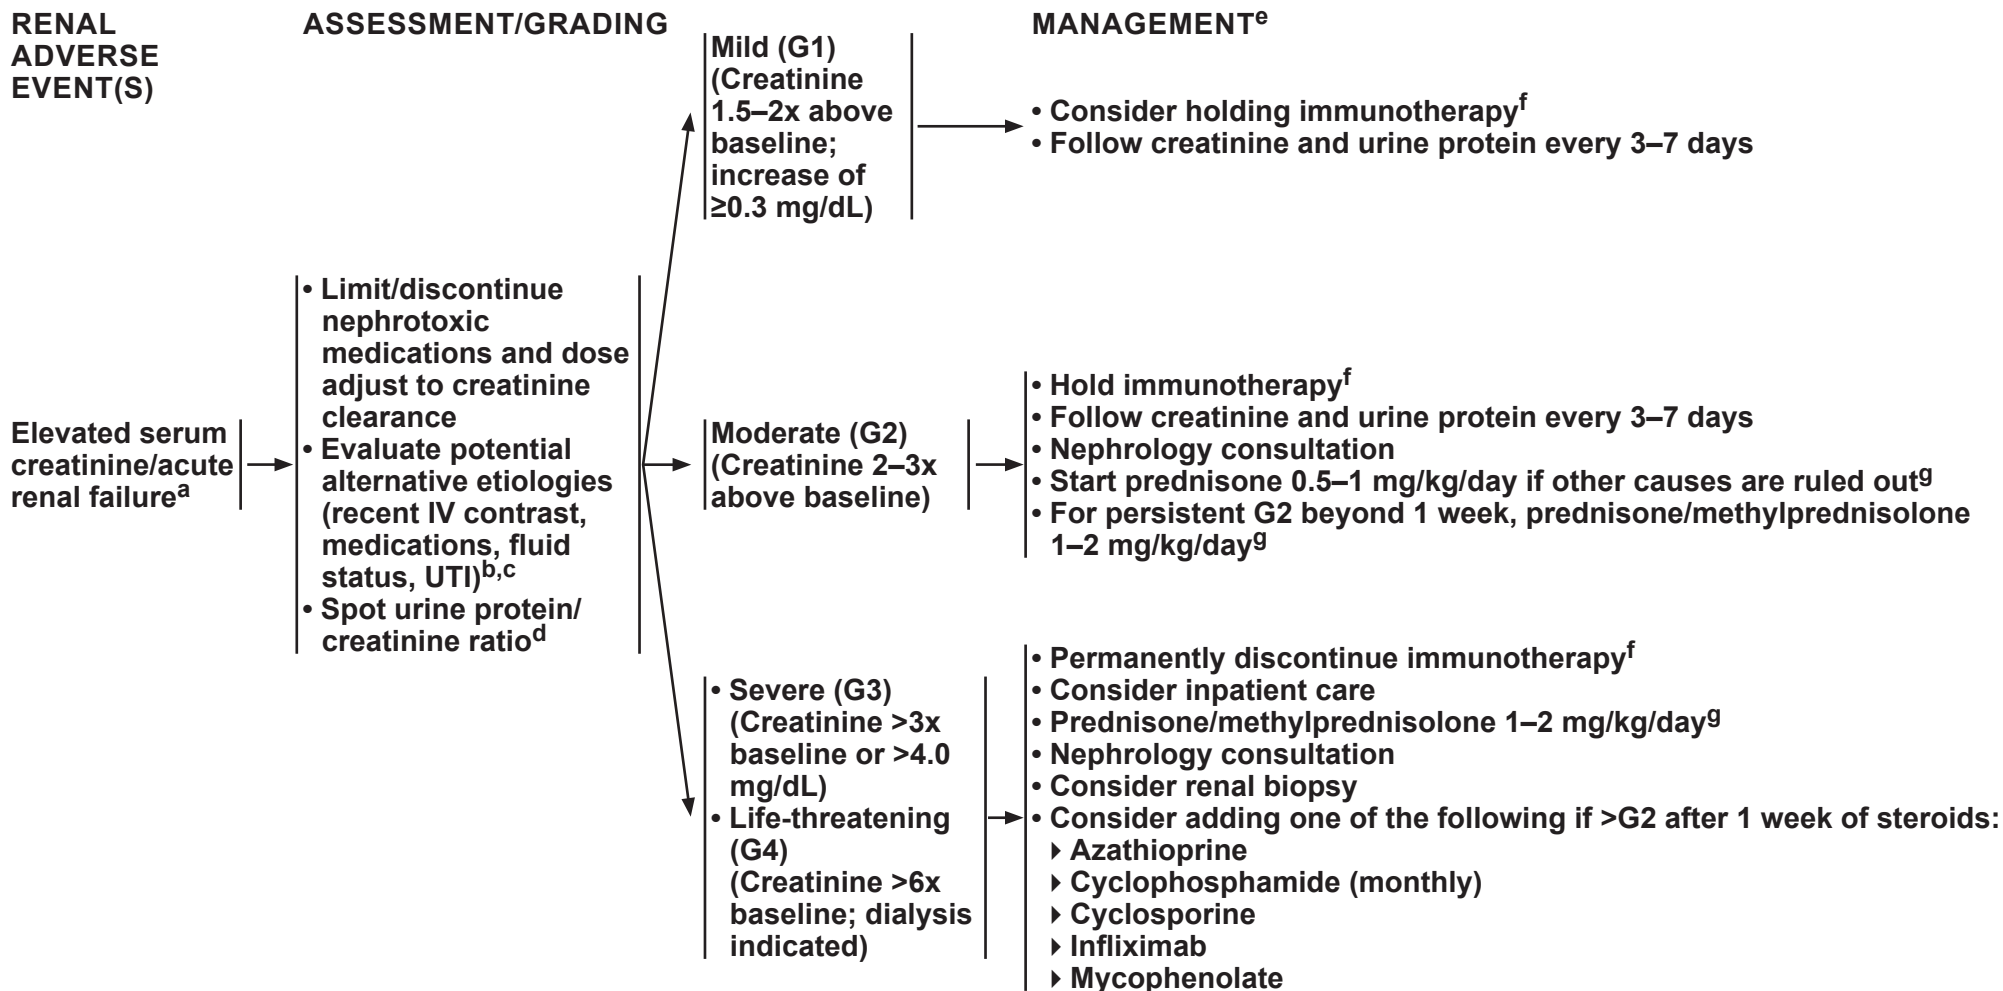 RENAL
ADVERSE
EVENT(S)
ASSESSMENT/GRADING
MANAGEMENTe
Elevated serum
creatinine/acute
renal failurea
• Limit/discontinue
nephrotoxic
medications and dose
adjust to creatinine
clearance
• Evaluate potential
alternative etiologies
(recent IV contrast,
medications, fluid
status, UTI)b,c
• Spot urine protein/
creatinine ratiod
Mild (G1)
(Creatinine
1.5–2x above
baseline;
increase of
≥0.3 mg/dL)
• Consider holding immunotherapyf
• Follow creatinine and urine protein every 3–7 days
Moderate (G2)
(Creatinine 2–3x
above baseline)
• Hold immunotherapyf
• Follow creatinine and urine protein every 3–7 days
• Nephrology consultation
• Start prednisone 0.5–1 mg/kg/day if other causes are ruled outg
• For persistent G2 beyond 1 week, prednisone/methylprednisolone
1–2 mg/kg/dayg
• Severe (G3)
(Creatinine >3x
baseline or >4.0
mg/dL)
• Life-threatening
(G4)
(Creatinine >6x
baseline; dialysis
indicated)
• Permanently discontinue immunotherapyf
• Consider inpatient care
• Prednisone/methylprednisolone 1–2 mg/kg/dayg
• Nephrology consultation
• Consider renal biopsy
• Consider adding one of the following if >G2 after 1 week of steroids:
▸ Azathioprine
▸ Cyclophosphamide (monthly)
▸ Cyclosporine
▸ Infliximab
▸ Mycophenolate